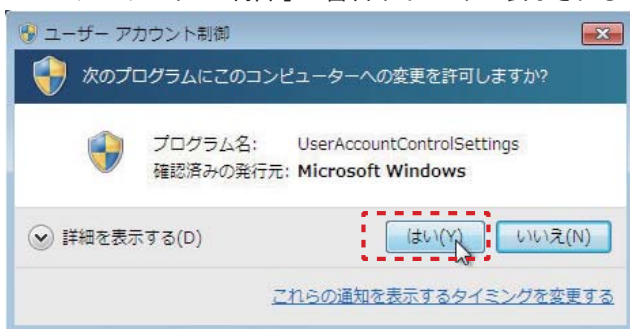 ユーザー アカウント制御
次のプログラムにこのコンピューターへの変更を許可しますか?
プログラム名: UserAccountControlSettings
確認済みの発行元: Microsoft Windows
詳細を表示する(D) はい(Y) いいえ(N)
これらの通知を表示するタイミングを変更する